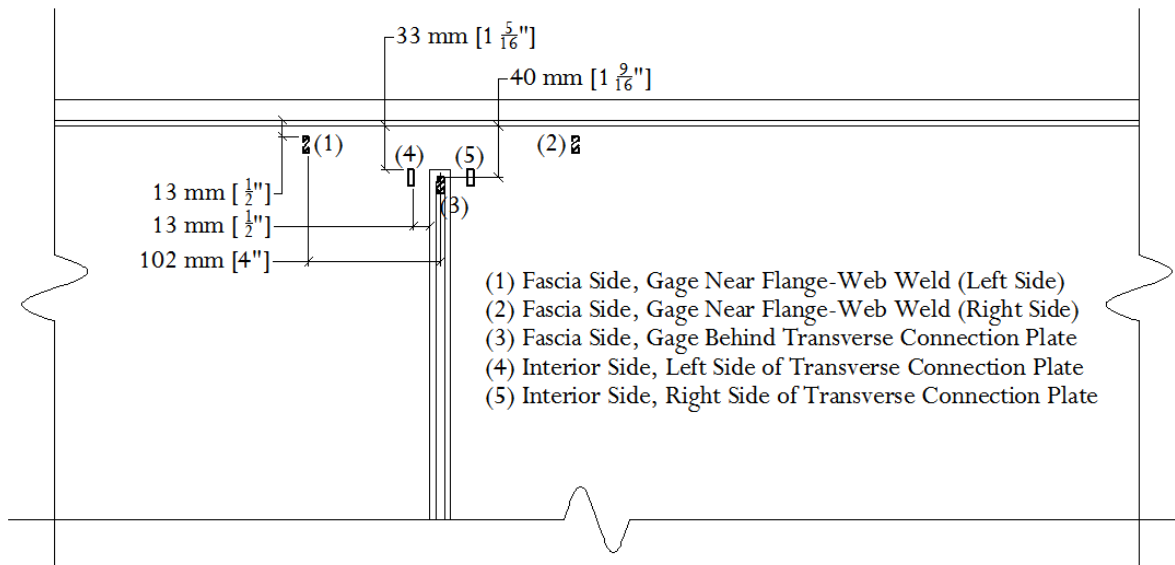 33 mm [1 5/16"]
40 mm [1 9/16"]
(1)
(2)
(4)
(5)
13 mm [ 1/2"]
(3)
13 mm [ 1/2"]
102 mm [4"]
(1) Fascia Side, Gage Near Flange-Web Weld (Left Side)
(2) Fascia Side, Gage Near Flange-Web Weld (Right Side)
(3) Fascia Side, Gage Behind Transverse Connection Plate
(4) Interior Side, Left Side of Transverse Connection Plate
(5) Interior Side, Right Side of Transverse Connection Plate